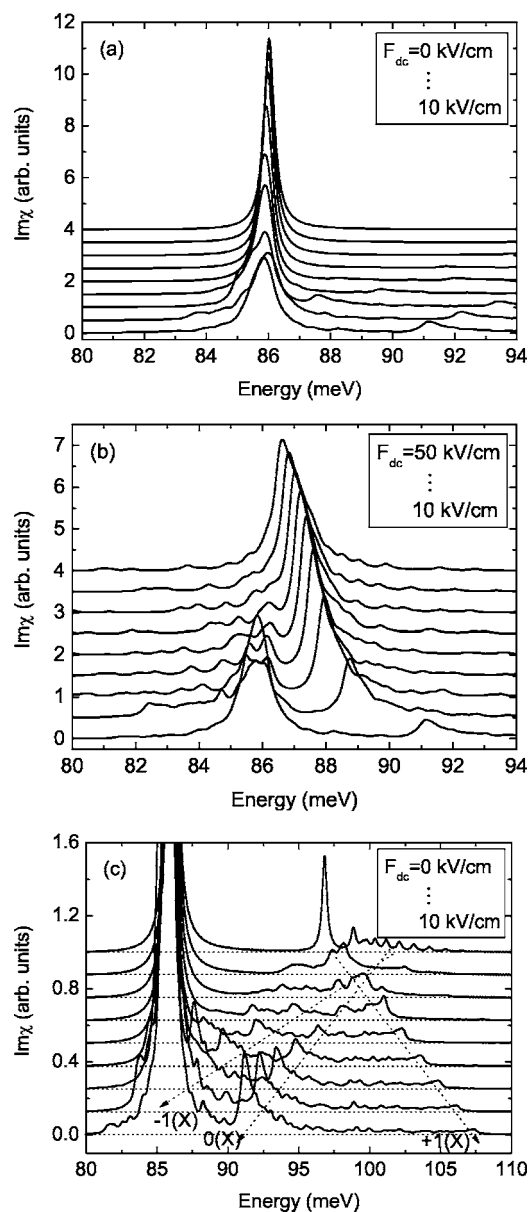 (a)
F_dc=0 kV/cm
⋮
10 kV/cm
Imχ (arb. units)
12
10
8
6
4
2
0
80 82 84 86 88 90 92 94
Energy (meV)
(b)
F_dc=50 kV/cm
⋮
10 kV/cm
Imχ (arb. units)
7
6
5
4
3
2
1
0
80 82 84 86 88 90 92 94
Energy (meV)
(c)
F_dc=0 kV/cm
⋮
10 kV/cm
Imχ (arb. units)
1.6
1.2
0.8
0.4
0.0
-1(X)
0(X)
+1(X)
80 85 90 95 100 105 110
Energy (meV)